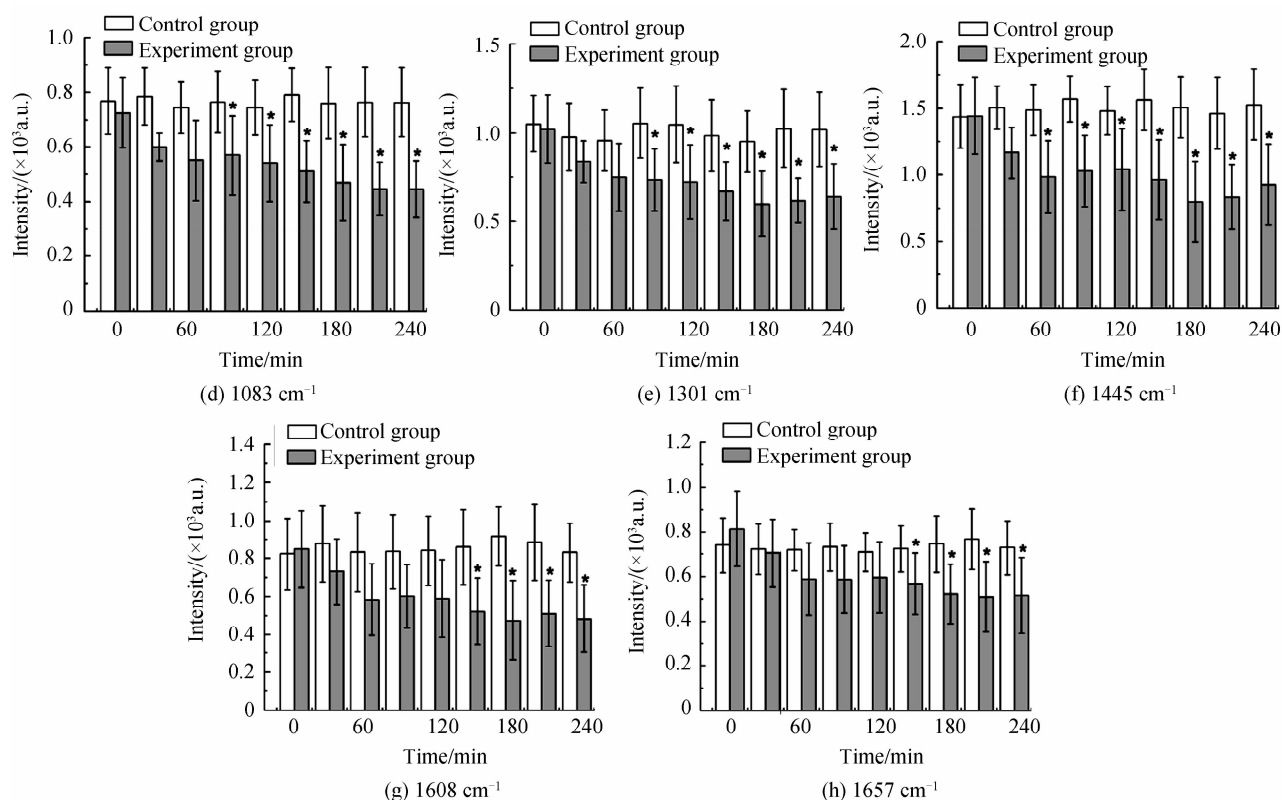 Control group
Experiment group
1.0
0.8
0.6
0.4
0.2
0
Intensity/(×10³a.u.)
* * * * * *
0 60 120 180 240
Time/min
(d) 1083 cm⁻¹
Control group
Experiment group
1.5
1.0
0.5
0
Intensity/(×10³a.u.)
* * * * * *
0 60 120 180 240
Time/min
(e) 1301 cm⁻¹
Control group
Experiment group
2.0
1.5
1.0
0.5
0
Intensity/(×10³a.u.)
* * * * * * *
0 60 120 180 240
Time/min
(f) 1445 cm⁻¹
Control group
Experiment group
1.4
1.2
1.0
0.8
0.6
0.4
0.2
0
Intensity/(×10³a.u.)
* * * *
0 60 120 180 240
Time/min
(g) 1608 cm⁻¹
Control group
Experiment group
1.2
1.0
0.8
0.6
0.4
0.2
0
Intensity/(×10³a.u.)
* * * *
0 60 120 180 240
Time/min
(h) 1657 cm⁻¹